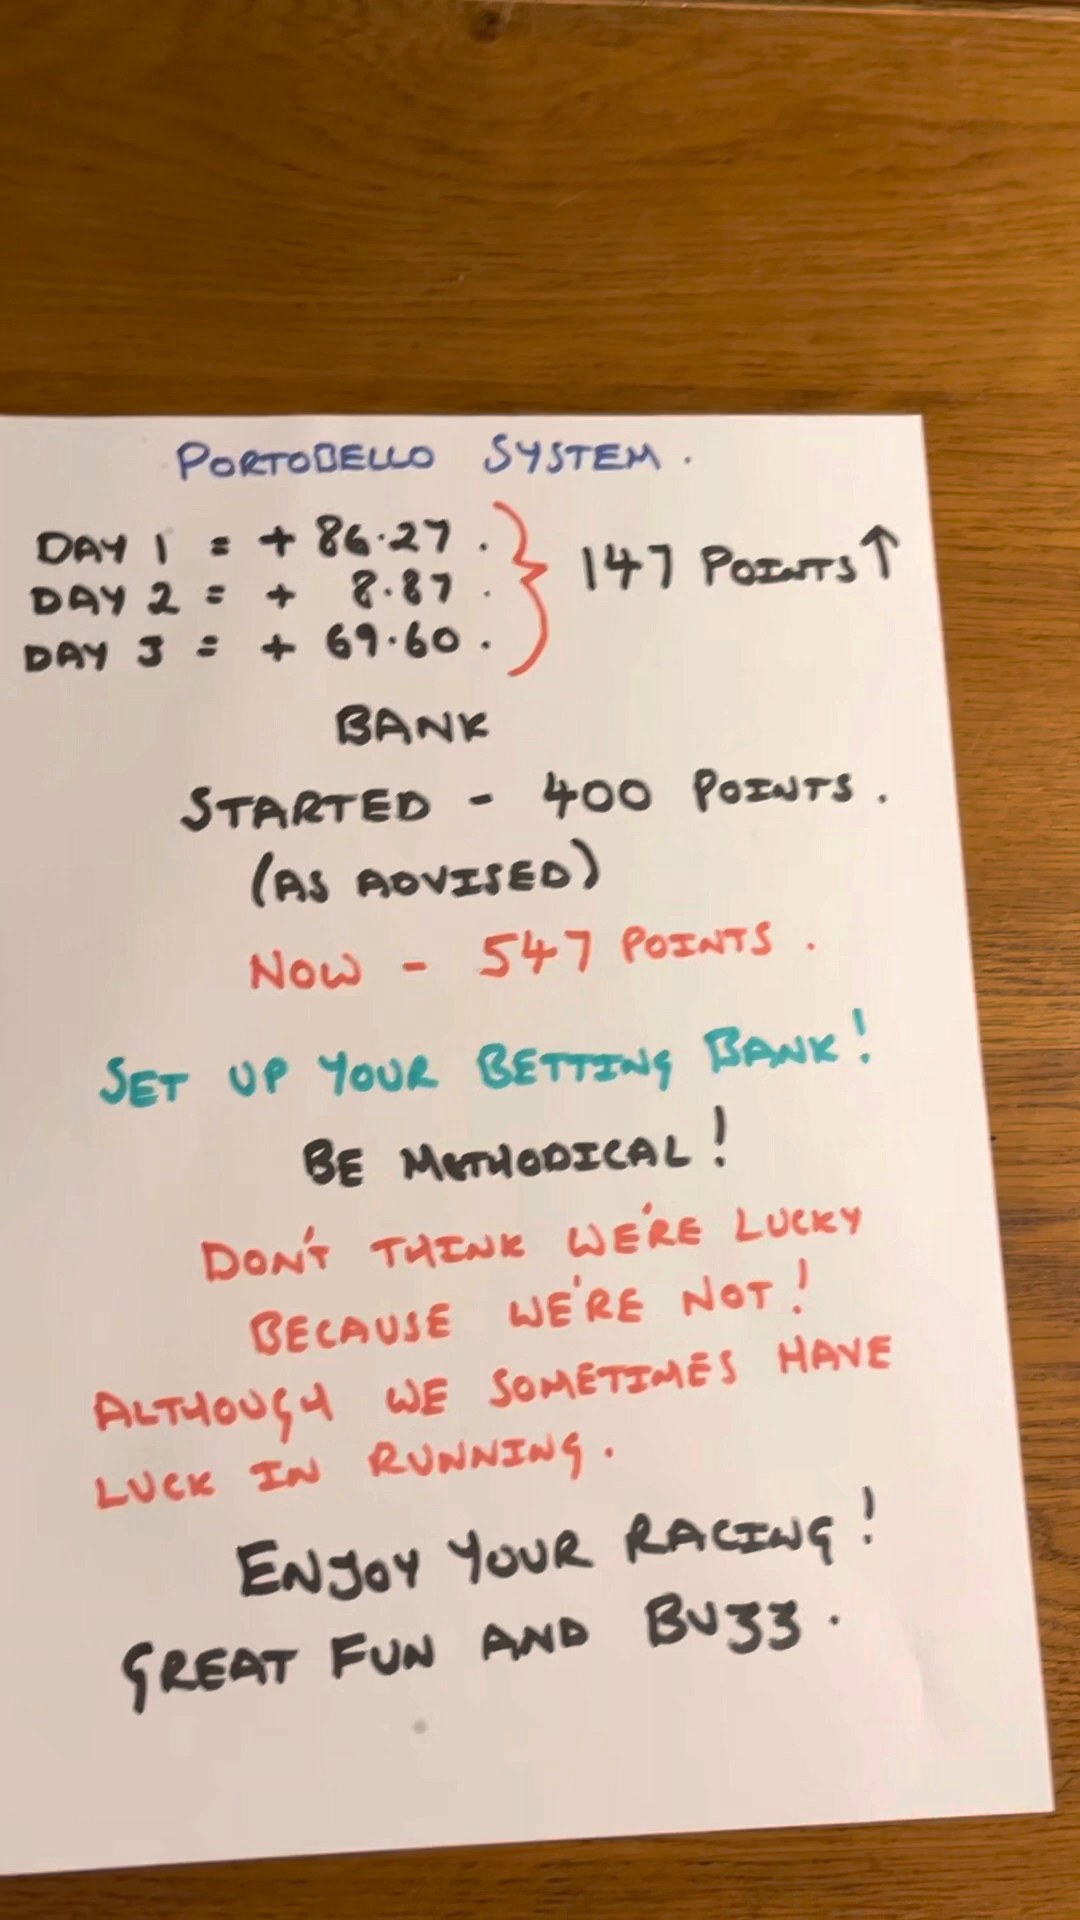 PORTOBELLO SYSTEM.
DAY 1 = + 86.27.
DAY 2 = + 8.87.
DAY 3 = + 69.60.
147 POINTS ↑
BANK
STARTED - 400 POINTS.
(AS ADVISED)
NOW - 547 POINTS.
SET UP YOUR BETTING BANK!
BE METHODICAL!
DON'T THINK WE'RE LUCKY
BECAUSE WE'RE NOT!
ALTHOUGH WE SOMETIMES HAVE
LUCK IN RUNNING.
ENJOY YOUR RACING!
GREAT FUN AND BUZZ.